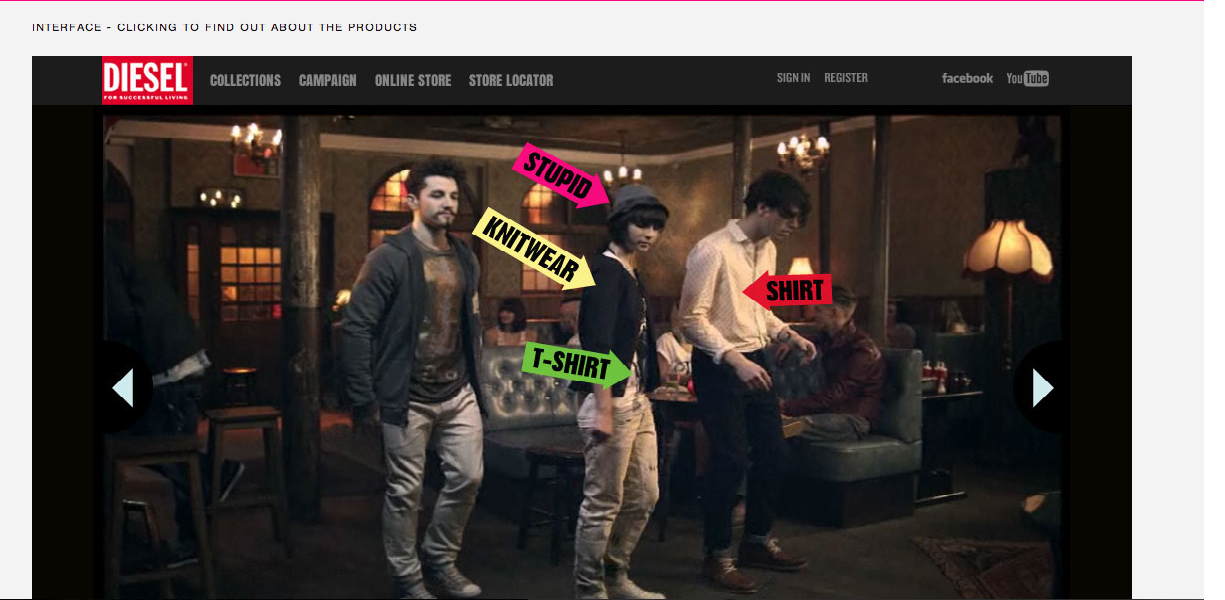 INTERFACE - CLICKING TO FIND OUT ABOUT THE PRODUCTS
DIESEL
FOR SUCCESSFUL LIVING
COLLECTIONS CAMPAIGN ONLINE STORE STORE LOCATOR SIGN IN REGISTER facebook YouTube
STUPID
KNITWEAR
SHIRT
T-SHIRT